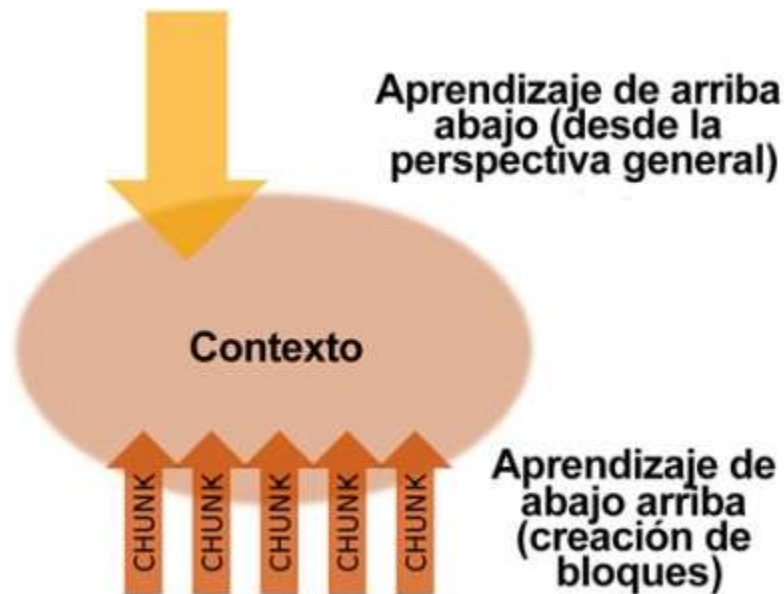 Aprendizaje de arriba
abajo (desde la
perspectiva general)
Contexto
Aprendizaje de
abajo arriba
(creación de
bloques)
CHUNK
CHUNK
CHUNK
CHUNK
CHUNK